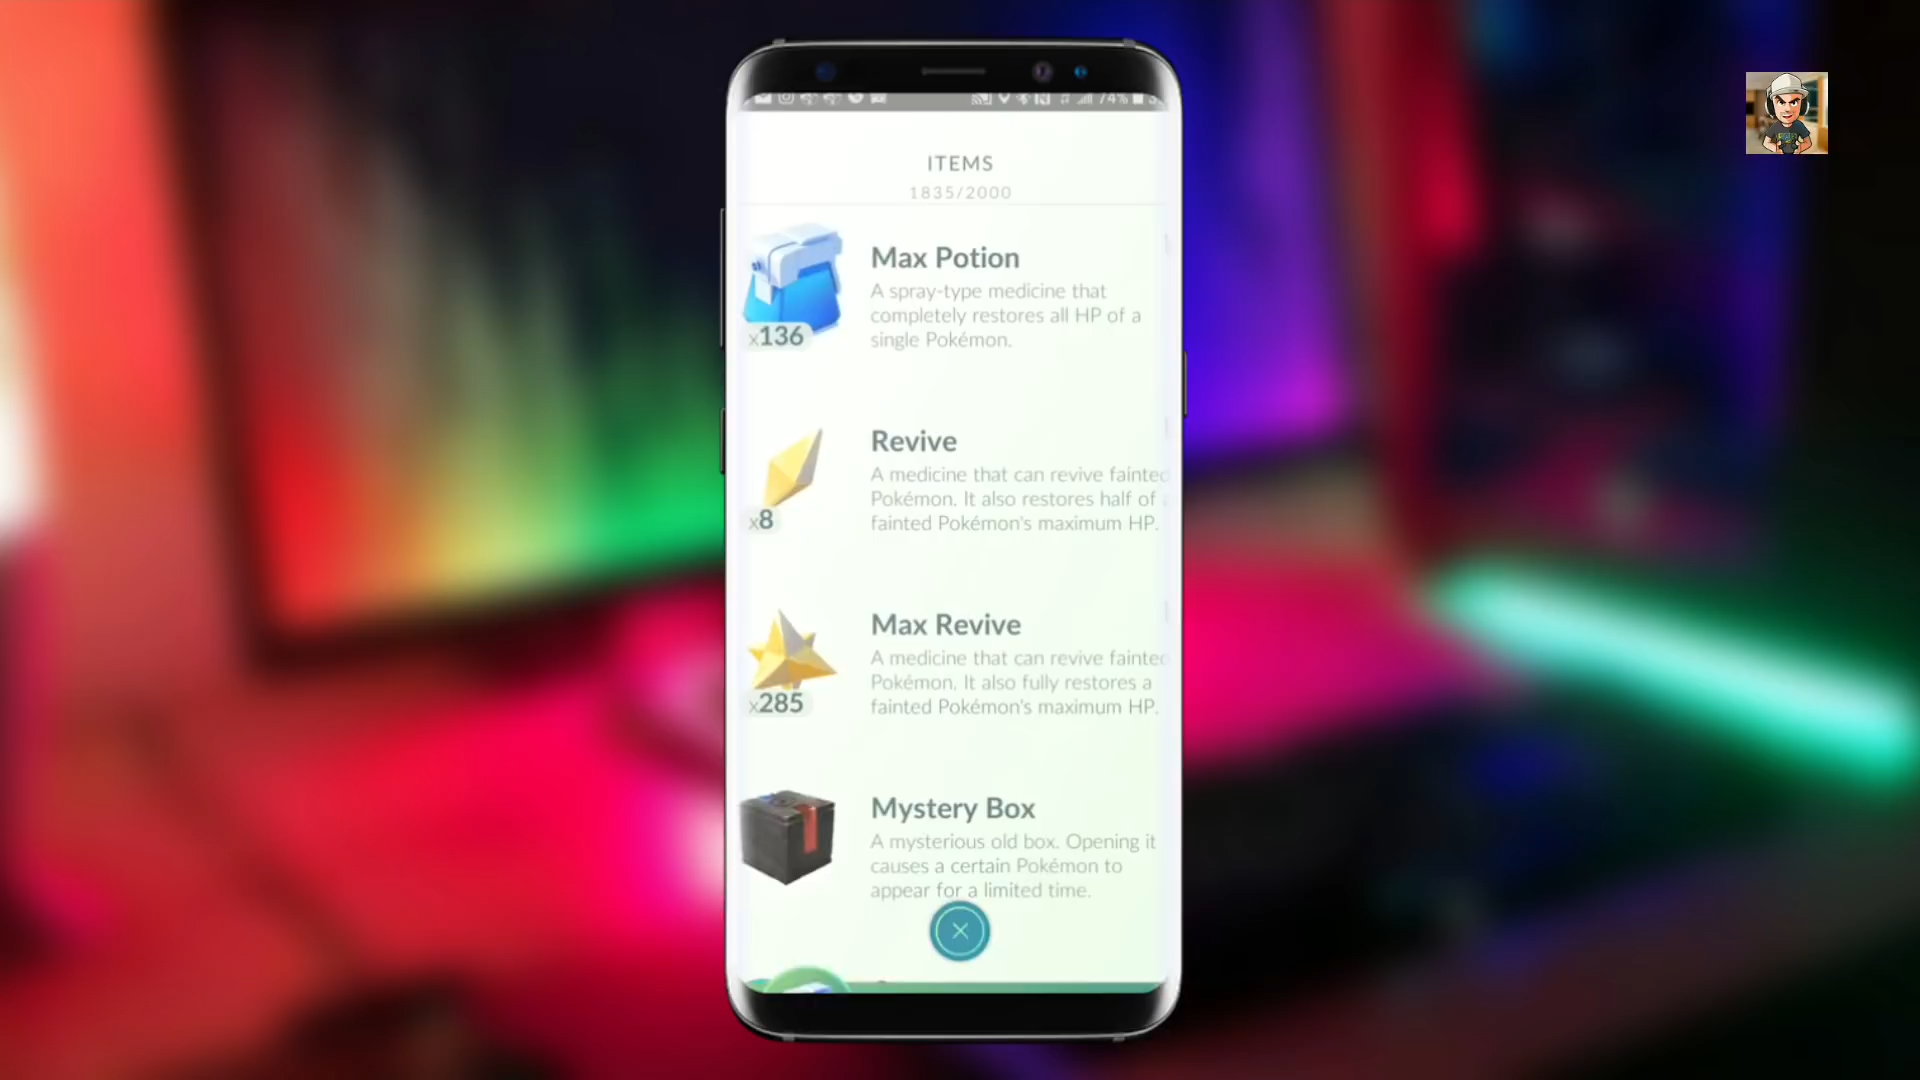 74%
ITEMS
1835/2000
Max Potion
A spray-type medicine that
completely restores all HP of a
single Pokémon.
x136
Revive
A medicine that can revive fainted
Pokémon. It also restores half of
fainted Pokémon's maximum HP.
x8
Max Revive
A medicine that can revive fainted
Pokémon. It also fully restores a
fainted Pokémon's maximum HP.
x285
Mystery Box
A mysterious old box. Opening it
causes a certain Pokémon to
appear for a limited time.